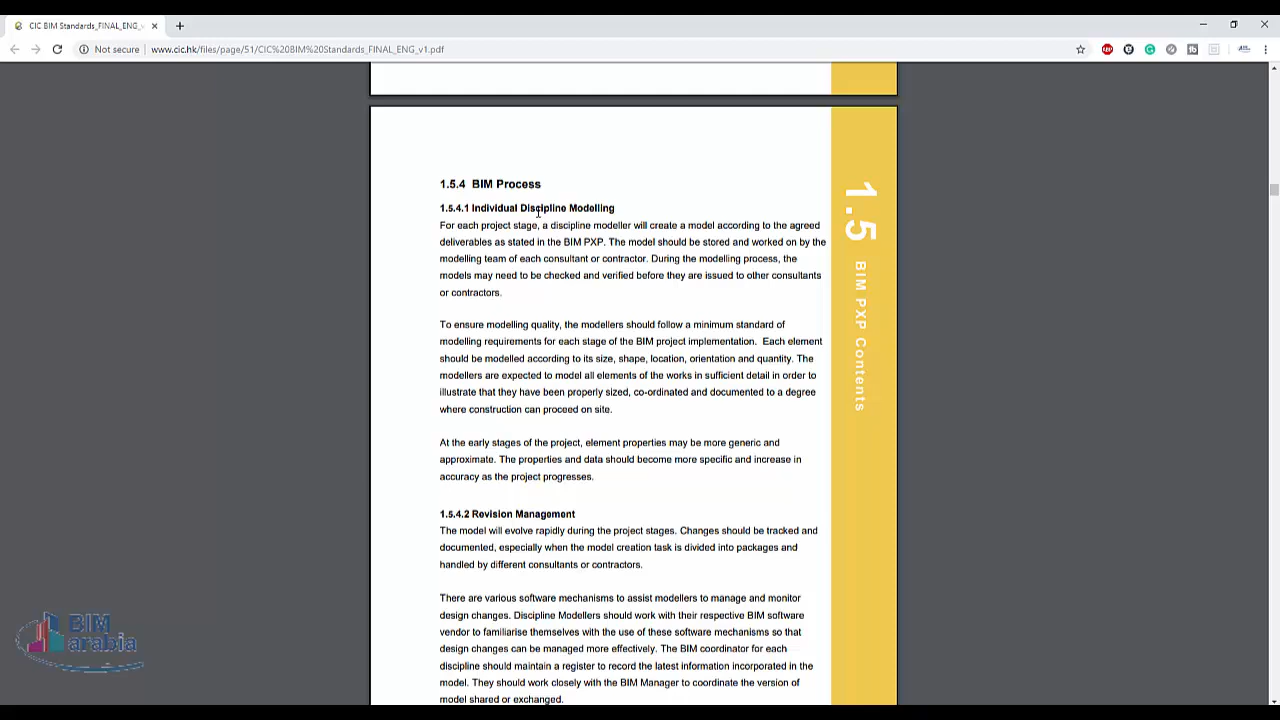 CIC BIM Standards_FINAL_ENG_v
Not secure
www.cic.hk/files/page/51/CIC%20BIM%20Standards_FINAL_ENG_v1.pdf
1.5.4 BIM Process
1.5.4.1 Individual Discipline Modelling
For each project stage, a discipline modeller will create a model according to the agreed
deliverables as stated in the BIM PXP. The model should be stored and worked on by the
modelling team of each consultant or contractor. During the modelling process, the
models may need to be checked and verified before they are issued to other consultants
or contractors.
To ensure modelling quality, the modellers should follow a minimum standard of
modelling requirements for each stage of the BIM project implementation. Each element
should be modelled according to its size, shape, location, orientation and quantity. The
modellers are expected to model all elements of the works in sufficient detail in order to
illustrate that they have been properly sized, co-ordinated and documented to a degree
where construction can proceed on site.
At the early stages of the project, element properties may be more generic and
approximate. The properties and data should become more specific and increase in
accuracy as the project progresses.
1.5.4.2 Revision Management
The model will evolve rapidly during the project stages. Changes should be tracked and
documented, especially when the model creation task is divided into packages and
handled by different consultants or contractors.
There are various software mechanisms to assist modellers to manage and monitor
design changes. Discipline Modellers should work with their respective BIM software
vendor to familiarise themselves with the use of these software mechanisms so that
design changes can be managed more effectively. The BIM coordinator for each
discipline should maintain a register to record the latest information incorporated in the
model. They should work closely with the BIM Manager to coordinate the version of
model shared or exchanged.
1.5 BIM PXP Contents
BIM
arabia